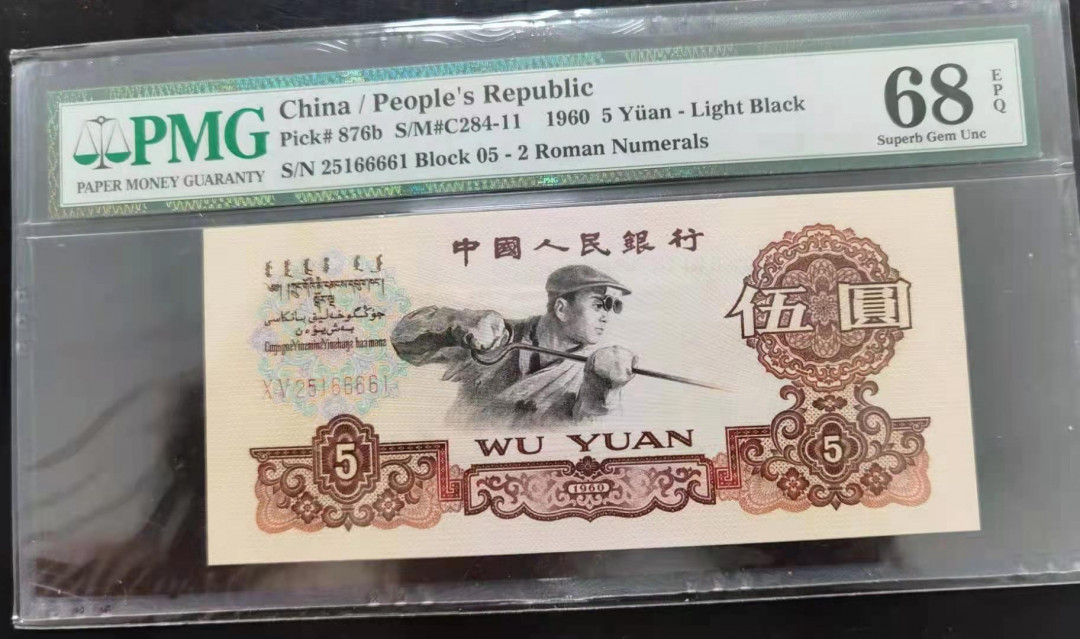 PMG
PAPER MONEY GUARANTY
China / People's Republic
Pick# 876b S/M#C284-11 1960 5 Yüan - Light Black
S/N 25166661 Block 05 - 2 Roman Numerals
68
EPQ
Superb Gem Unc
中國人民銀行
伍圓
X V 25166661
5
WU YUAN
1960
5